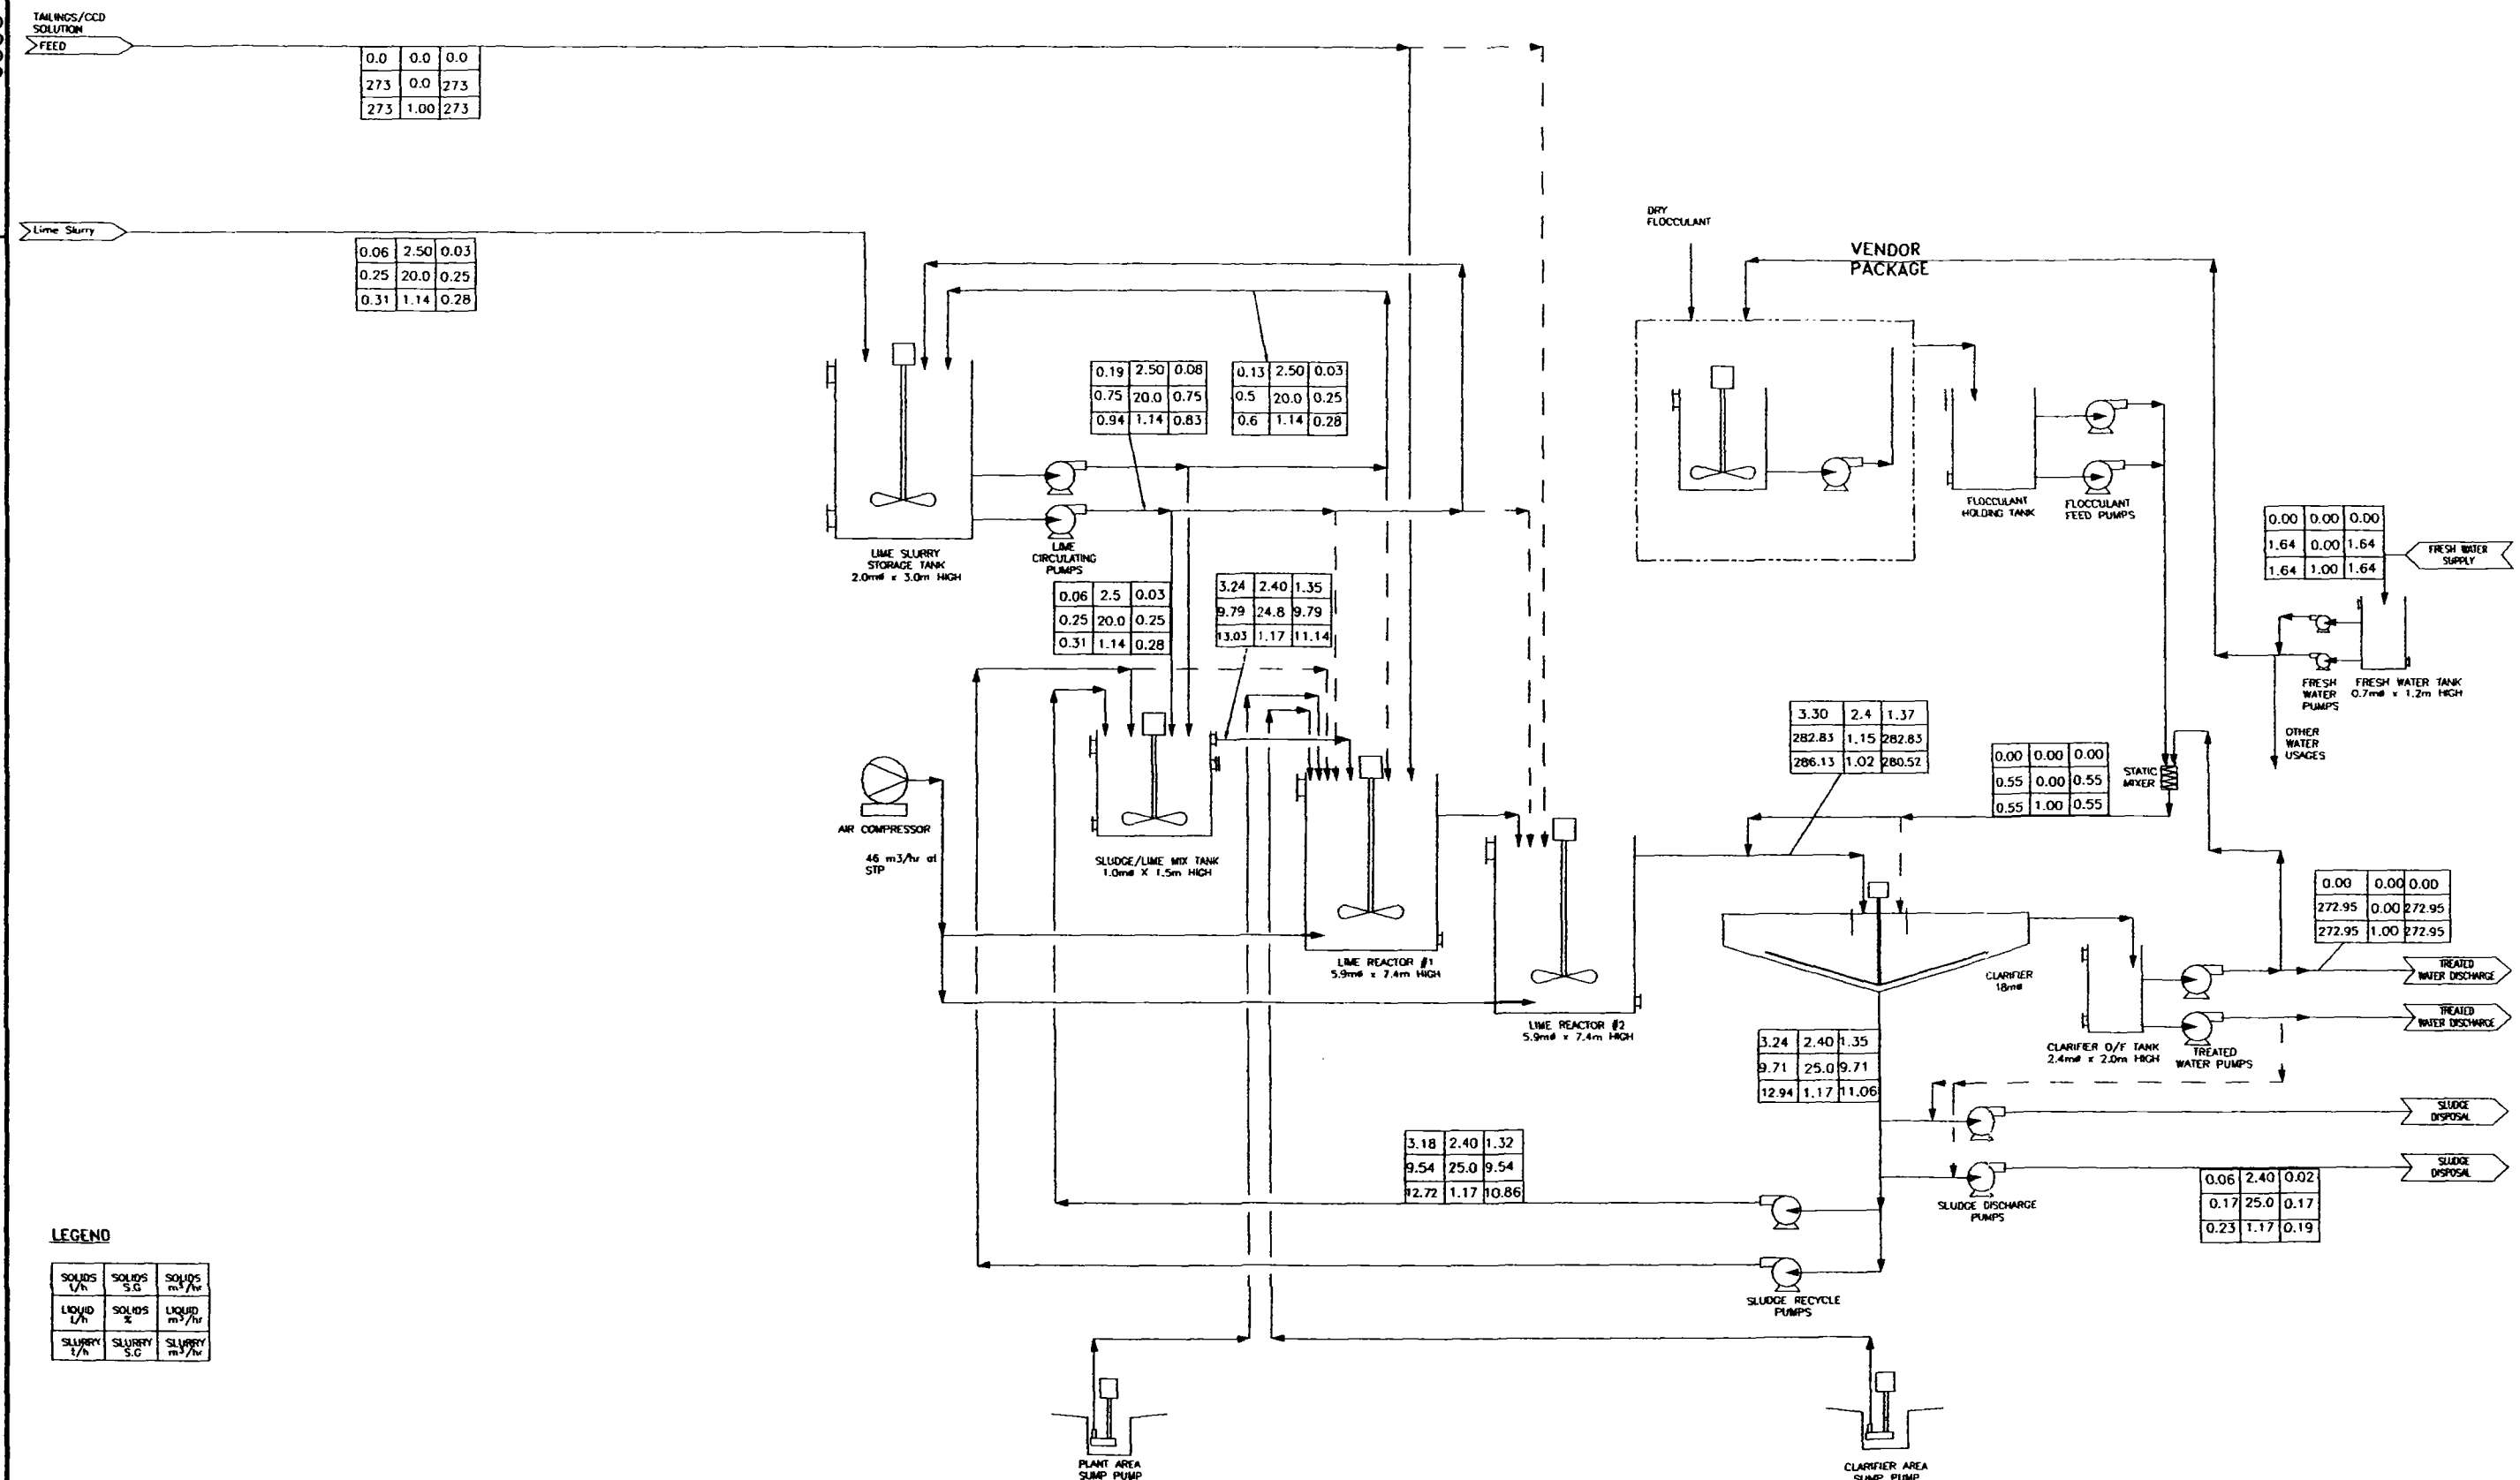 TAILINGS/CCD
SOLUTION
FEED
0.0 0.0 0.0
273 0.0 273
273 1.00 273
Lime Slurry
0.06 2.50 0.03
0.25 20.0 0.25
0.31 1.14 0.28
DRY
FLOCCULANT
VENDOR
PACKAGE
0.19 2.50 0.08
0.75 20.0 0.75
0.94 1.14 0.83
0.13 2.50 0.03
0.5 20.0 0.25
0.6 1.14 0.28
LIME SLURRY
STORAGE TANK
2.0mø x 3.0m HIGH
LIME
CIRCULATING
PUMPS
FLOCCULANT
HOLDING TANK
FLOCCULANT
FEED PUMPS
0.00 0.00 0.00
1.64 0.00 1.64
1.64 1.00 1.64
FRESH WATER
SUPPLY
0.06 2.5 0.03
0.25 20.0 0.25
0.31 1.14 0.28
3.24 2.40 1.35
9.79 24.8 9.79
13.03 1.17 11.14
FRESH
WATER
PUMPS
FRESH WATER TANK
0.7mø x 1.2m HIGH
OTHER
WATER
USAGES
3.30 2.4 1.37
282.83 1.15 282.83
286.13 1.02 280.52
0.00 0.00 0.00
0.55 0.00 0.55
0.55 1.00 0.55
STATIC
MIXER
AIR COMPRESSOR
46 m3/hr at
STP
SLUDGE/LIME MIX TANK
1.0mø X 1.5m HIGH
0.00 0.00 0.00
272.95 0.00 272.95
272.95 1.00 272.95
LIME REACTOR #1
5.9mø x 7.4m HIGH
LIME REACTOR #2
5.9mø x 7.4m HIGH
CLARIFIER
18mø
TREATED
WATER DISCHARGE
TREATED
WATER DISCHARGE
CLARIFIER O/F TANK
2.4mø x 2.0m HIGH
TREATED
WATER PUMPS
3.24 2.40 1.35
9.71 25.0 9.71
12.94 1.17 11.06
SLUDGE
DISPOSAL
3.18 2.40 1.32
9.54 25.0 9.54
12.72 1.17 10.86
SLUDGE
DISPOSAL
SLUDGE DISCHARGE
PUMPS
0.06 2.40 0.02
0.17 25.0 0.17
0.23 1.17 0.19
SLUDGE RECYCLE
PUMPS
LEGEND
SOLIDS t/h SOLIDS S.G SOLIDS m³/hr
LIQUID t/h SOLIDS % LIQUID m³/hr
SLURRY t/h SLURRY S.G SLURRY m³/hr
PLANT AREA
SUMP PUMP
CLARIFIER AREA
SUMP PUMP